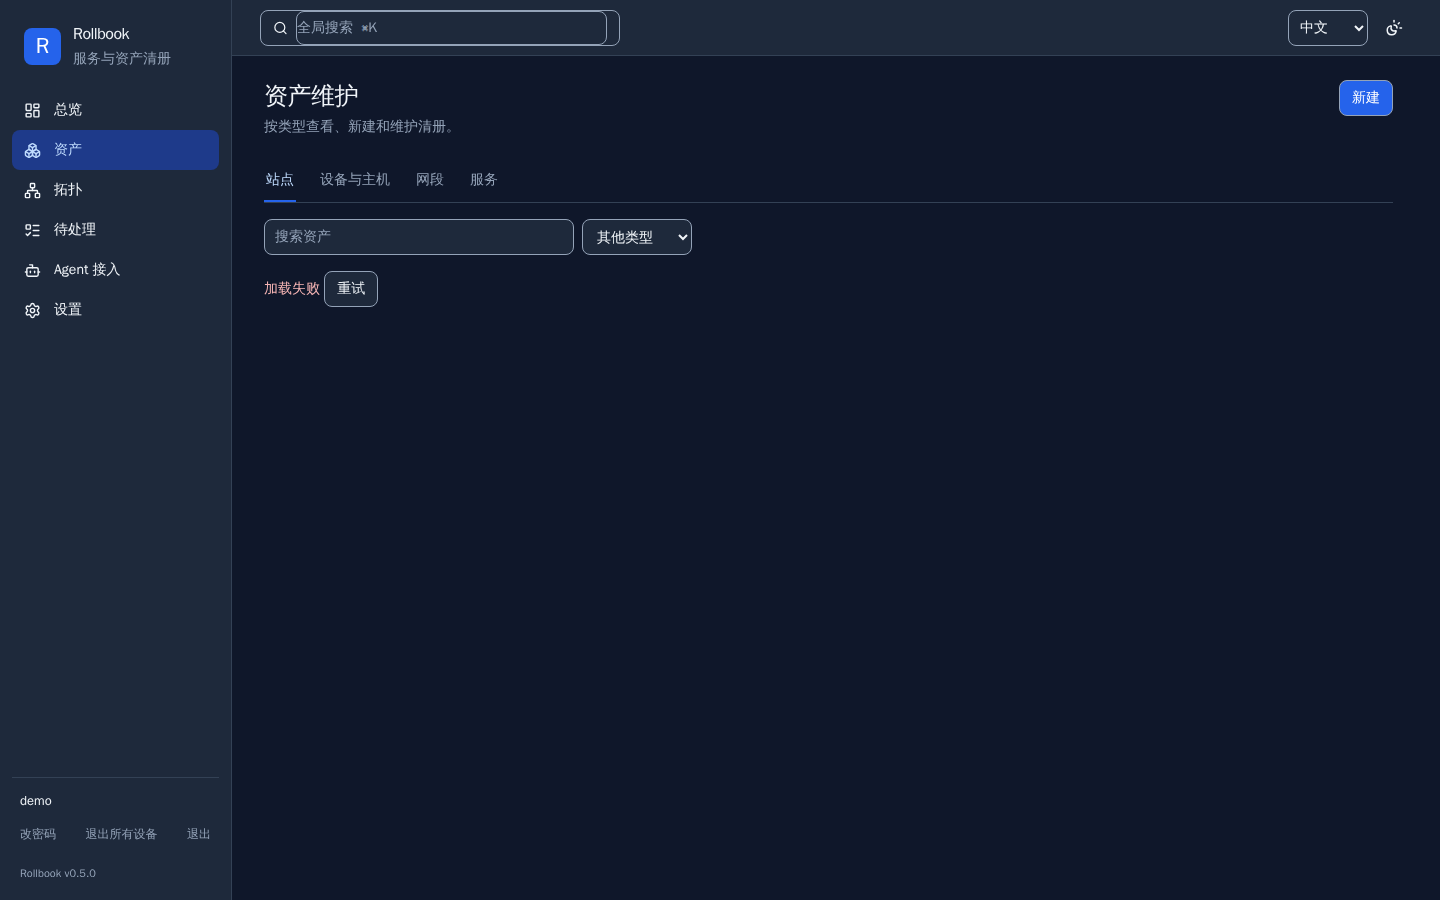 R
Rollbook
服务与资产清册
全局搜索 ⌘K
中文
总览
资产
拓扑
待处理
Agent 接入
设置
资产维护
新建
按类型查看、新建和维护清册。
站点 设备与主机 网段 服务
搜索资产
其他类型
加载失败 重试
demo
改密码 退出所有设备 退出
Rollbook v0.5.0